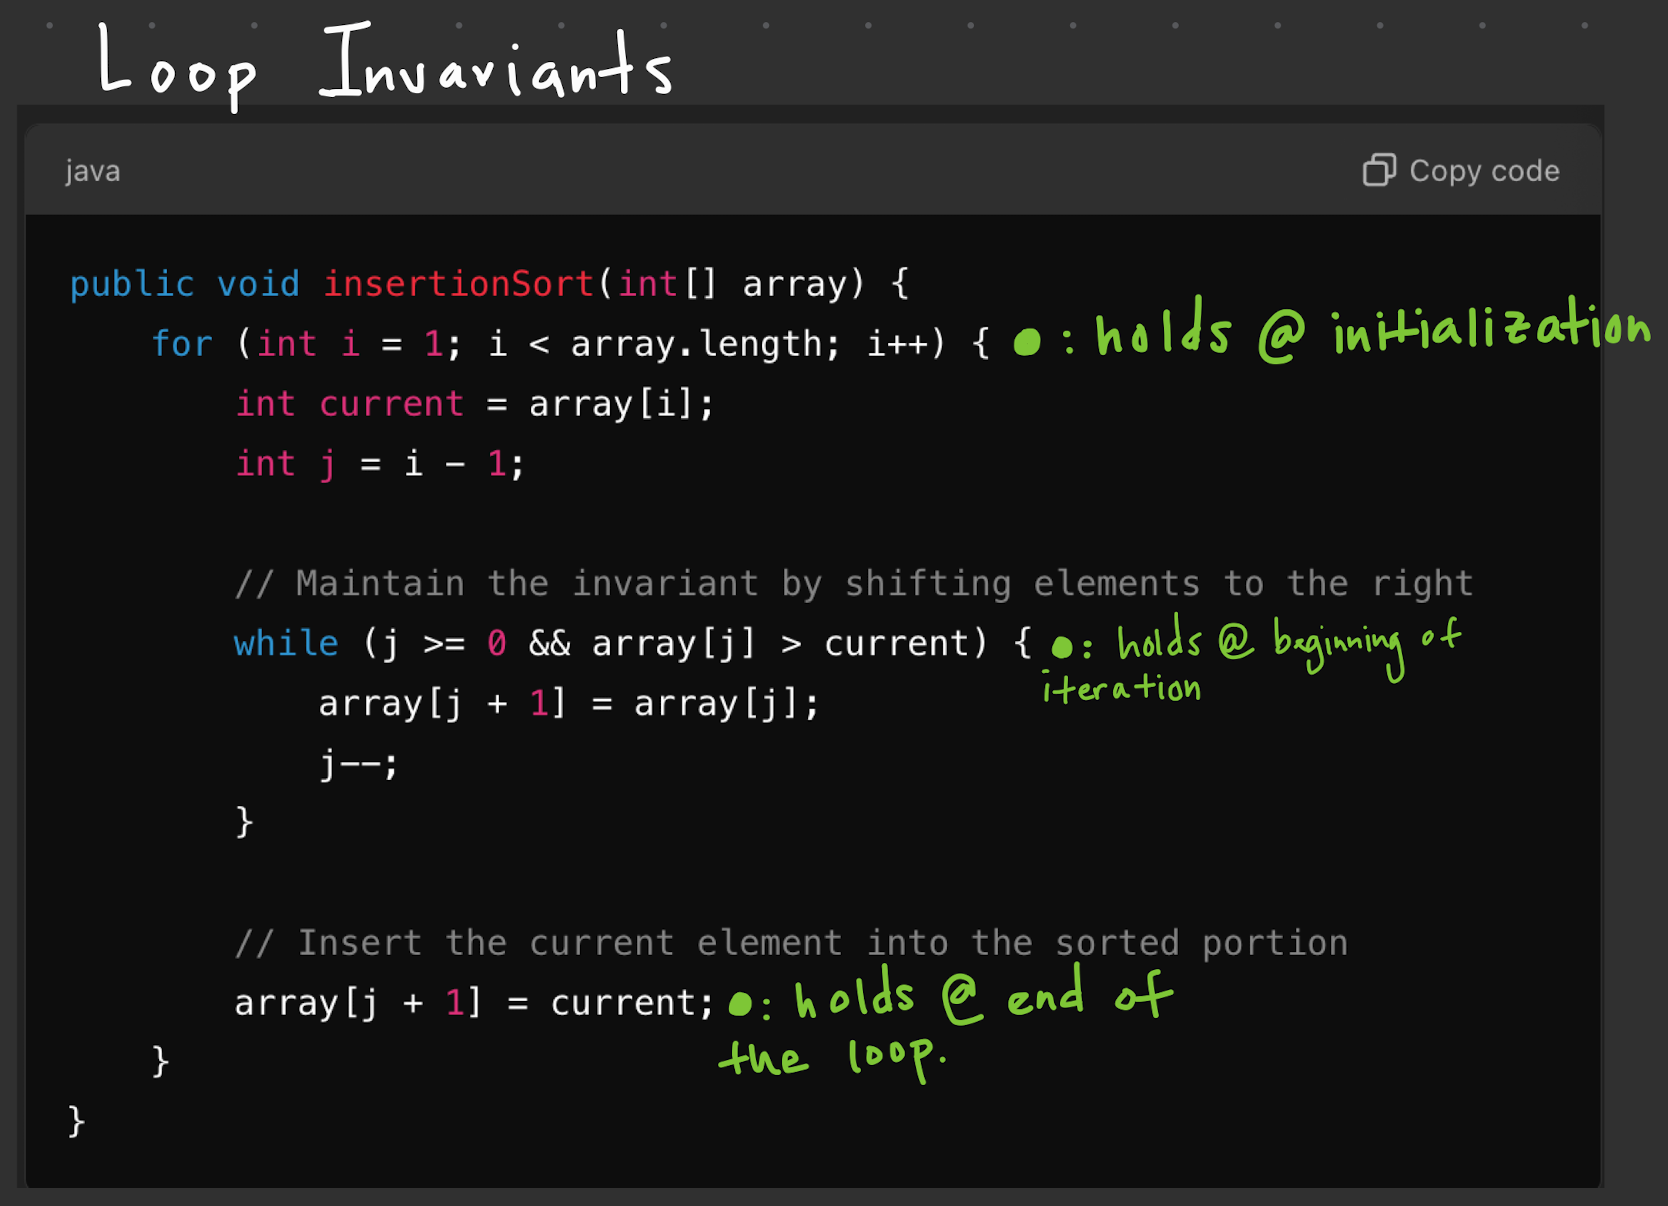 Loop Invariants
java Copy code
public void insertionSort(int[] array) {
for (int i = 1; i < array.length; i++) { ●: holds @ initialization
int current = array[i];
int j = i - 1;
// Maintain the invariant by shifting elements to the right
while (j >= 0 && array[j] > current) { ●: holds @ beginning of
iteration
array[j + 1] = array[j];
j--;
}
// Insert the current element into the sorted portion
array[j + 1] = current; ●: holds @ end of
the loop.
}
}